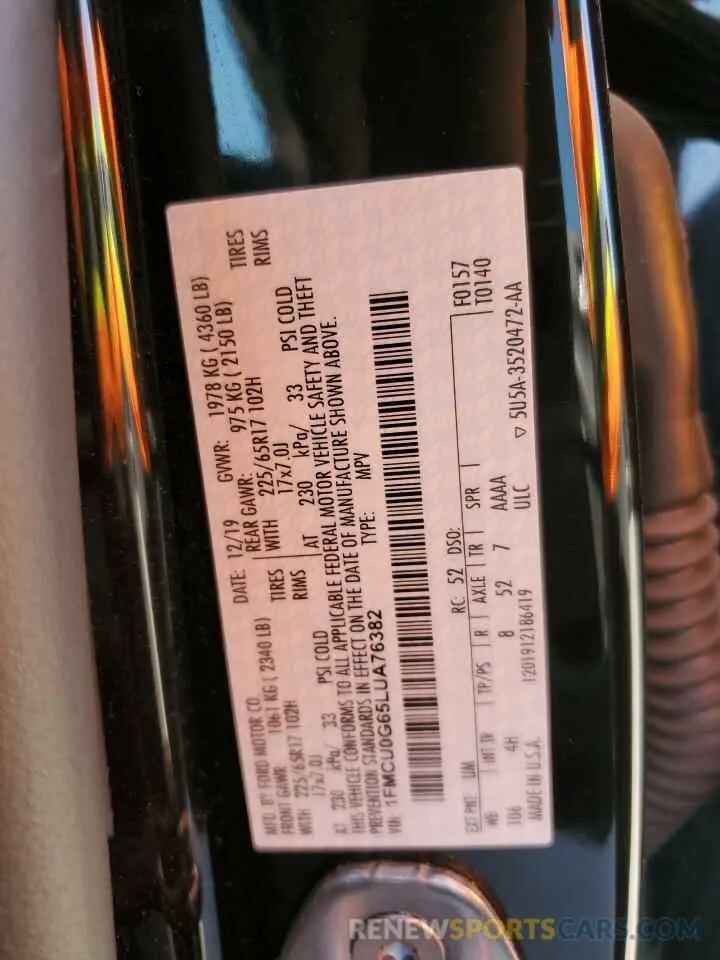 MFD. BY FORD MOTOR CO.
DATE: 12/19 GVWR: 1978 KG ( 4360 LB)
FRONT GAWR: 1061 KG ( 2340 LB) REAR GAWR: 975 KG ( 2150 LB)
WITH 225/65R17 102H TIRES WITH 225/65R17 102H TIRES
17x7.0J RIMS 17x7.0J RIMS
AT 230 kPa/ 33 PSI COLD AT 230 kPa/ 33 PSI COLD
THIS VEHICLE CONFORMS TO ALL APPLICABLE FEDERAL MOTOR VEHICLE SAFETY AND THEFT
PREVENTION STANDARDS IN EFFECT ON THE DATE OF MANUFACTURE SHOWN ABOVE.
VIN: 1FMCU0G65LUA76382 TYPE: MPV
F0157
T0140
EXT PNT: UM RC: 52 DSO:
WB INT TR TP/PS R AXLE TR SPR
106 4H 8 52 7 AAAA
MADE IN U.S.A. 1201912186419 ULC ▽ 5U5A-3520472-AA
RENEWSPORTSCARS.COM